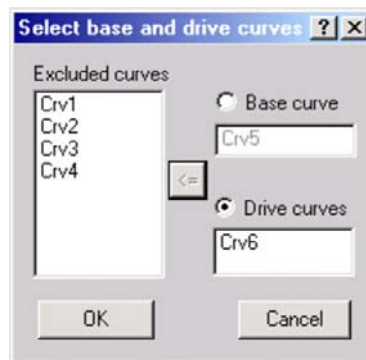 Select base and drive curves ? X
Excluded curves
Crv1
Crv2
Crv3
Crv4
<=
Base curve
Crv5
Drive curves
Crv6
OK
Cancel